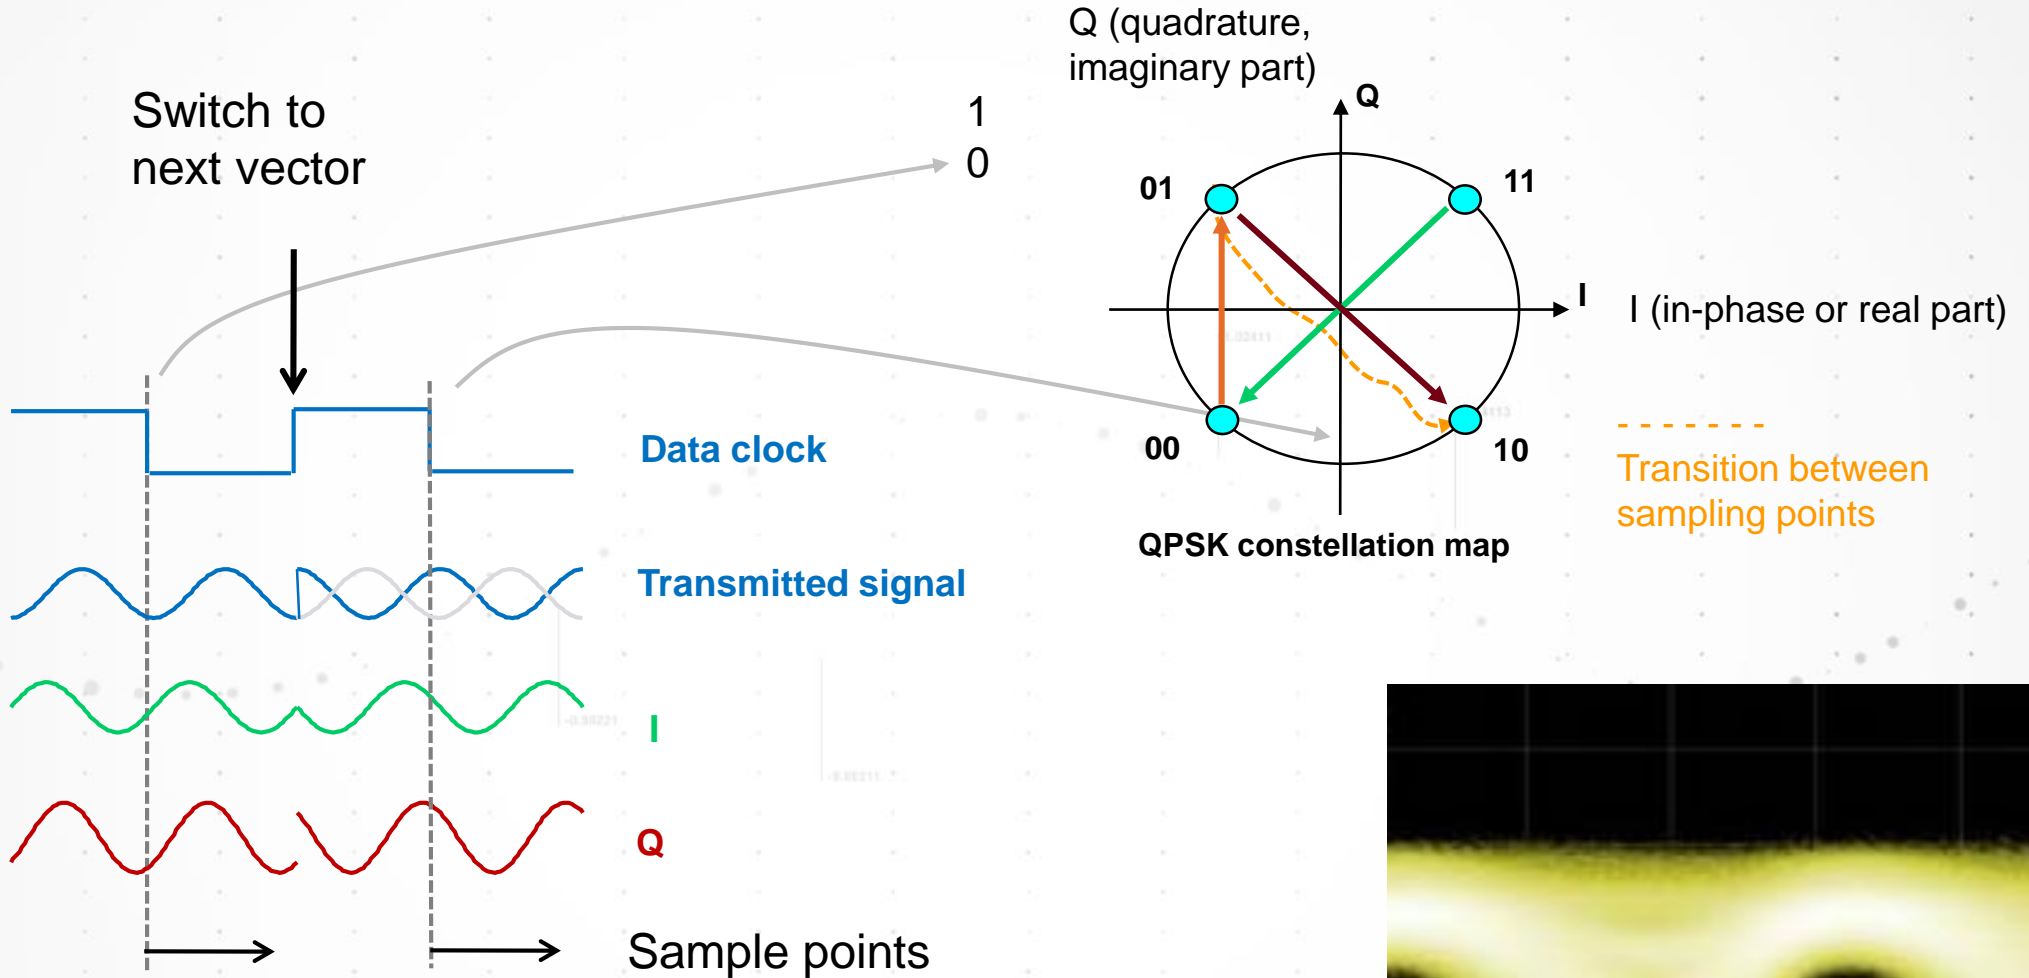 Q (quadrature,
imaginary part)
Switch to
next vector
1
0
Q
01
11
I
I (in-phase or real part)
00
10
Data clock
Transition between
sampling points
QPSK constellation map
Transmitted signal
I
Q
Sample points